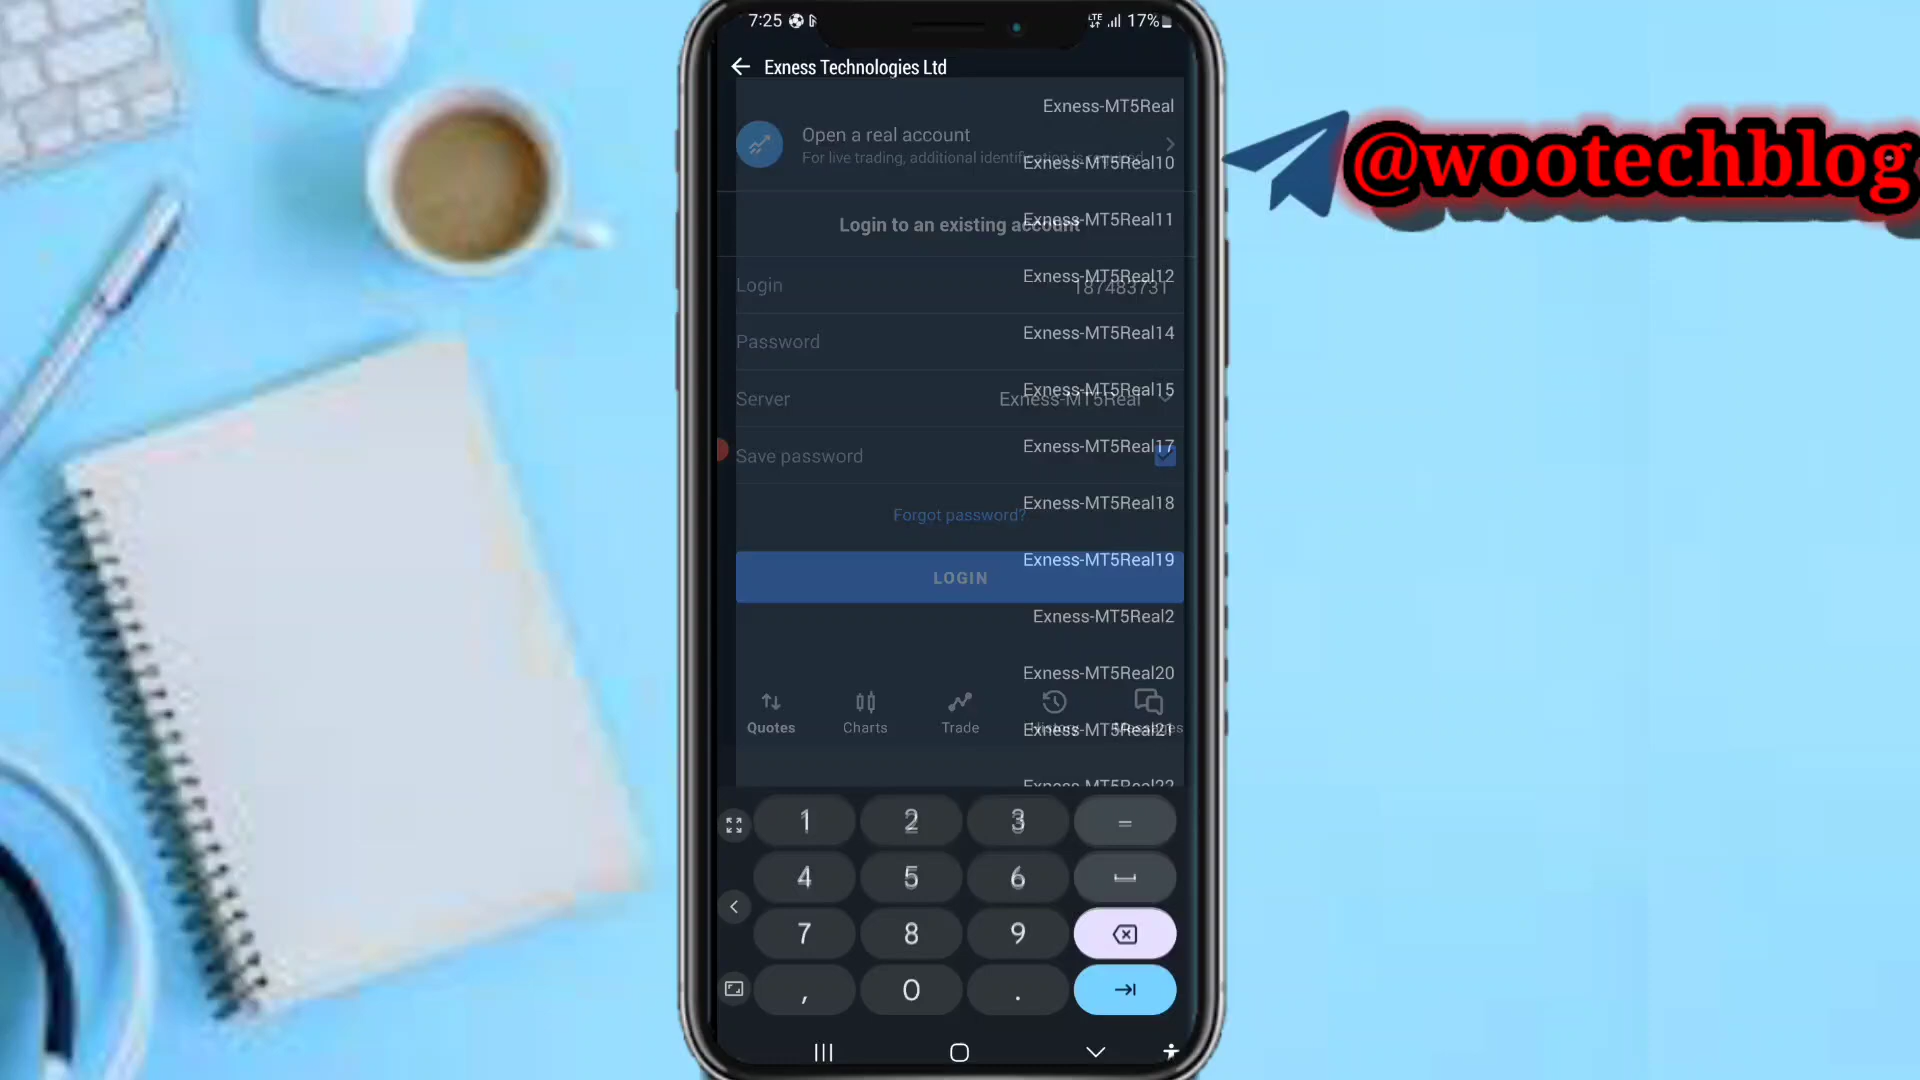 7:25
LTE 17%
Exness Technologies Ltd
Exness-MT5Real
Open a real account
For live trading, additional identification is required
Exness-MT5Real10
Exness-MT5Real11
Login to an existing account
Exness-MT5Real12
Login 187483731
Exness-MT5Real14
Password
Exness-MT5Real15
Server Exness-MT5Real
Exness-MT5Real17
Save password
Exness-MT5Real18
Forgot password?
Exness-MT5Real19
LOGIN
Exness-MT5Real2
Exness-MT5Real20
Quotes Charts Trade History Messages
Exness-MT5Real21
Exness-MT5Real22
1 2 3 =
4 5 6
7 8 9
, 0 .
@wootechblog